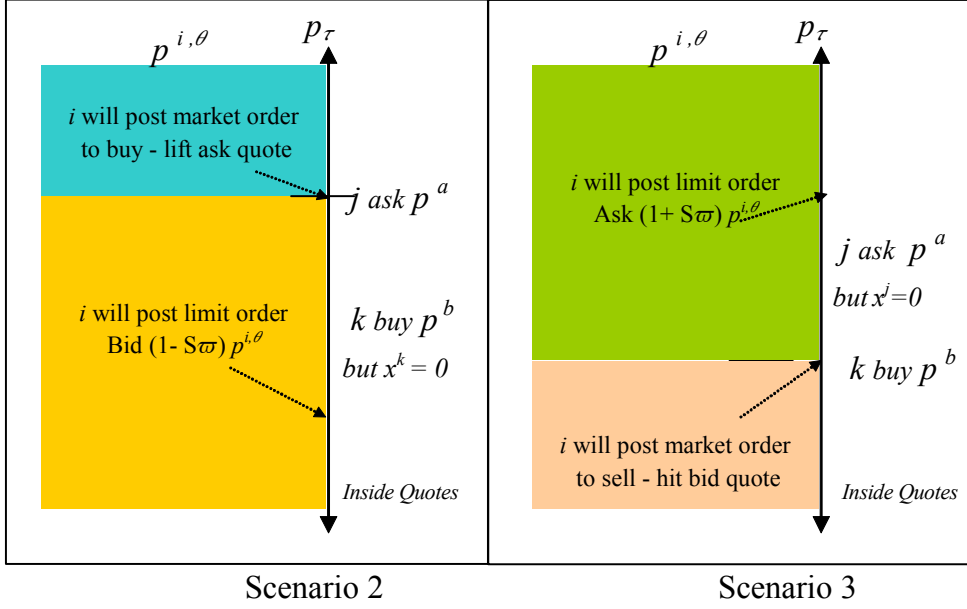 p^{i,θ}
p_τ
i will post market order
to buy - lift ask quote
j ask p^a
i will post limit order
Bid (1- Sϖ) p^{i,θ}
k buy p^b
but x^k = 0
Inside Quotes
Scenario 2
p^{i,θ}
p_τ
i will post limit order
Ask (1+ Sϖ) p^{i,θ}
j ask p^a
but x^j=0
k buy p^b
i will post market order
to sell - hit bid quote
Inside Quotes
Scenario 3